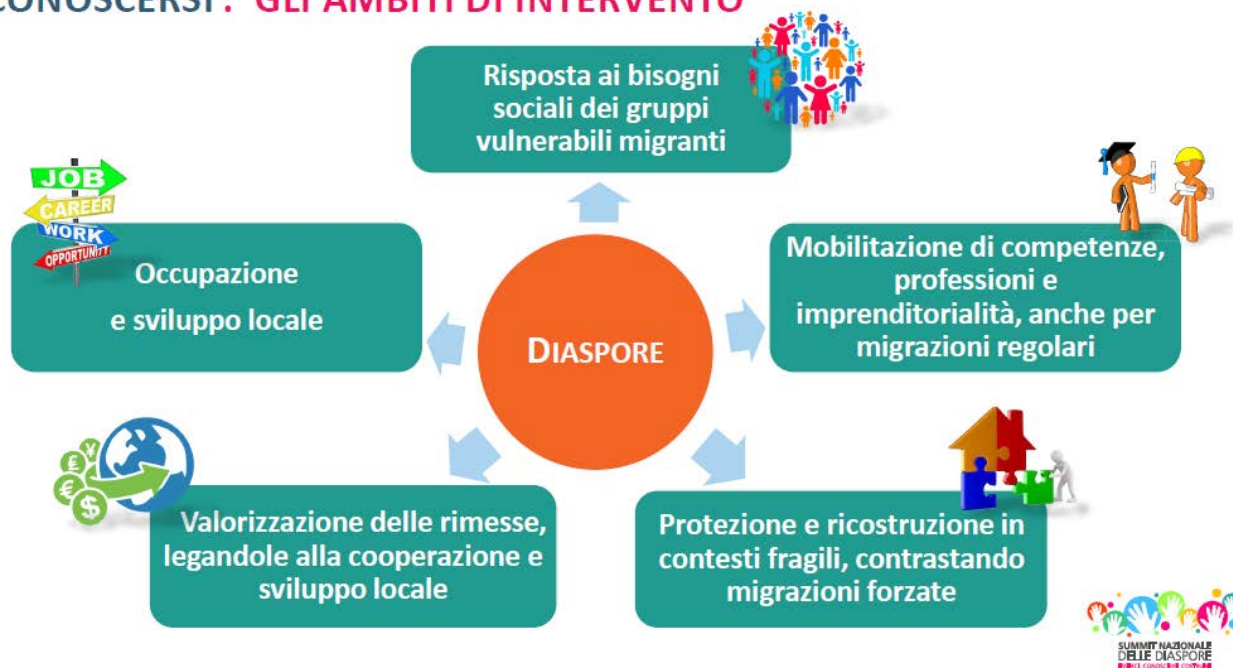 CONOSCERSI : GLI AMBITI DI INTERVENTO
Risposta ai bisogni
sociali dei gruppi
vulnerabili migranti
JOB
CAREER
WORK
OPPORTUNITY
Occupazione
e sviluppo locale
DIASPORE
Mobilitazione di competenze,
professioni e
imprenditorialità, anche per
migrazioni regolari
£
¥
€
$
Valorizzazione delle rimesse,
legandole alla cooperazione e
sviluppo locale
Protezione e ricostruzione in
contesti fragili, contrastando
migrazioni forzate
SUMMIT NAZIONALE
DELLE DIASPORE